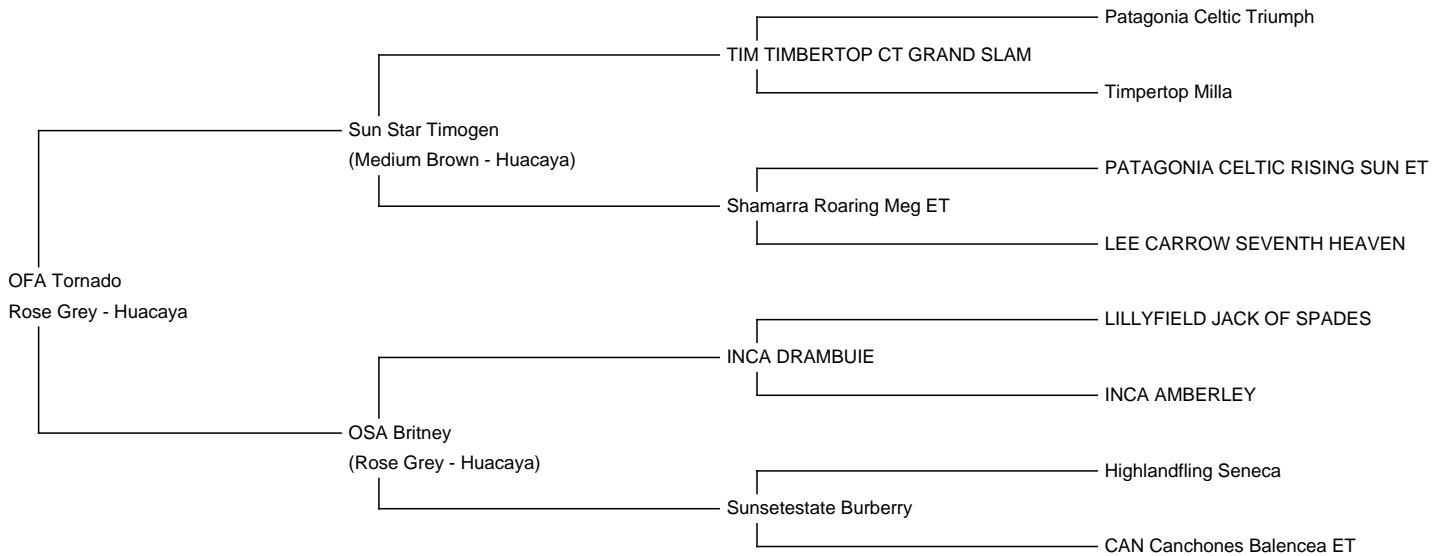 Patagonia Celtic Triumph
TIM TIMBERTOP CT GRAND SLAM
Timpertop Milla
Sun Star Timogen
(Medium Brown - Huacaya)
PATAGONIA CELTIC RISING SUN ET
Shamarra Roaring Meg ET
LEE CARROW SEVENTH HEAVEN
OFA Tornado
Rose Grey - Huacaya
LILLYFIELD JACK OF SPADES
INCA DRAMBUIE
INCA AMBERLEY
OSA Britney
(Rose Grey - Huacaya)
Highlandfling Seneca
Sunsetestate Burberry
CAN Canchones Balencea ET